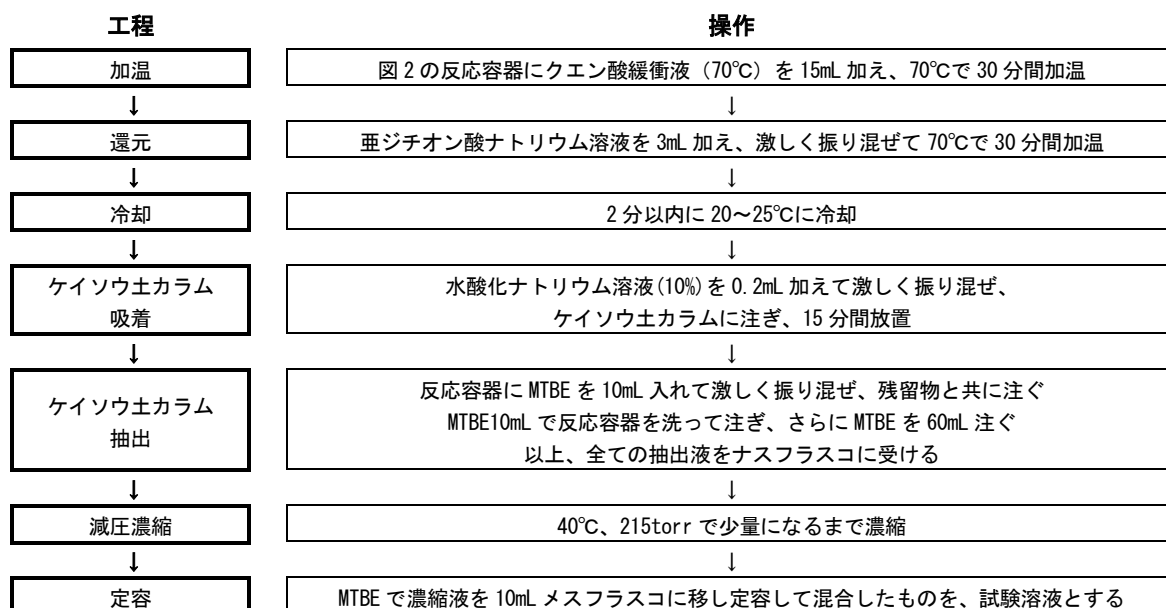 工程 操作
加温 図2の反応容器にクエン酸緩衝液（70℃）を15mL加え、70℃で30分間加温
↓ ↓
還元 亜ジチオン酸ナトリウム溶液を3mL加え、激しく振り混ぜて70℃で30分間加温
↓ ↓
冷却 2分以内に20～25℃に冷却
↓ ↓
ケイソウ土カラム
吸着
水酸化ナトリウム溶液(10%)を0.2mL加えて激しく振り混ぜ、
ケイソウ土カラムに注ぎ、15分間放置
↓ ↓
ケイソウ土カラム
抽出
反応容器にMTBEを10mL入れて激しく振り混ぜ、残留物と共に注ぐ
MTBE10mLで反応容器を洗って注ぎ、さらにMTBEを60mL注ぐ
以上、全ての抽出液をナスフラスコに受ける
↓ ↓
減圧濃縮 40℃、215torrで少量になるまで濃縮
↓ ↓
定容 MTBEで濃縮液を10mLメスフラスコに移し定容して混合したものを、試験溶液とする